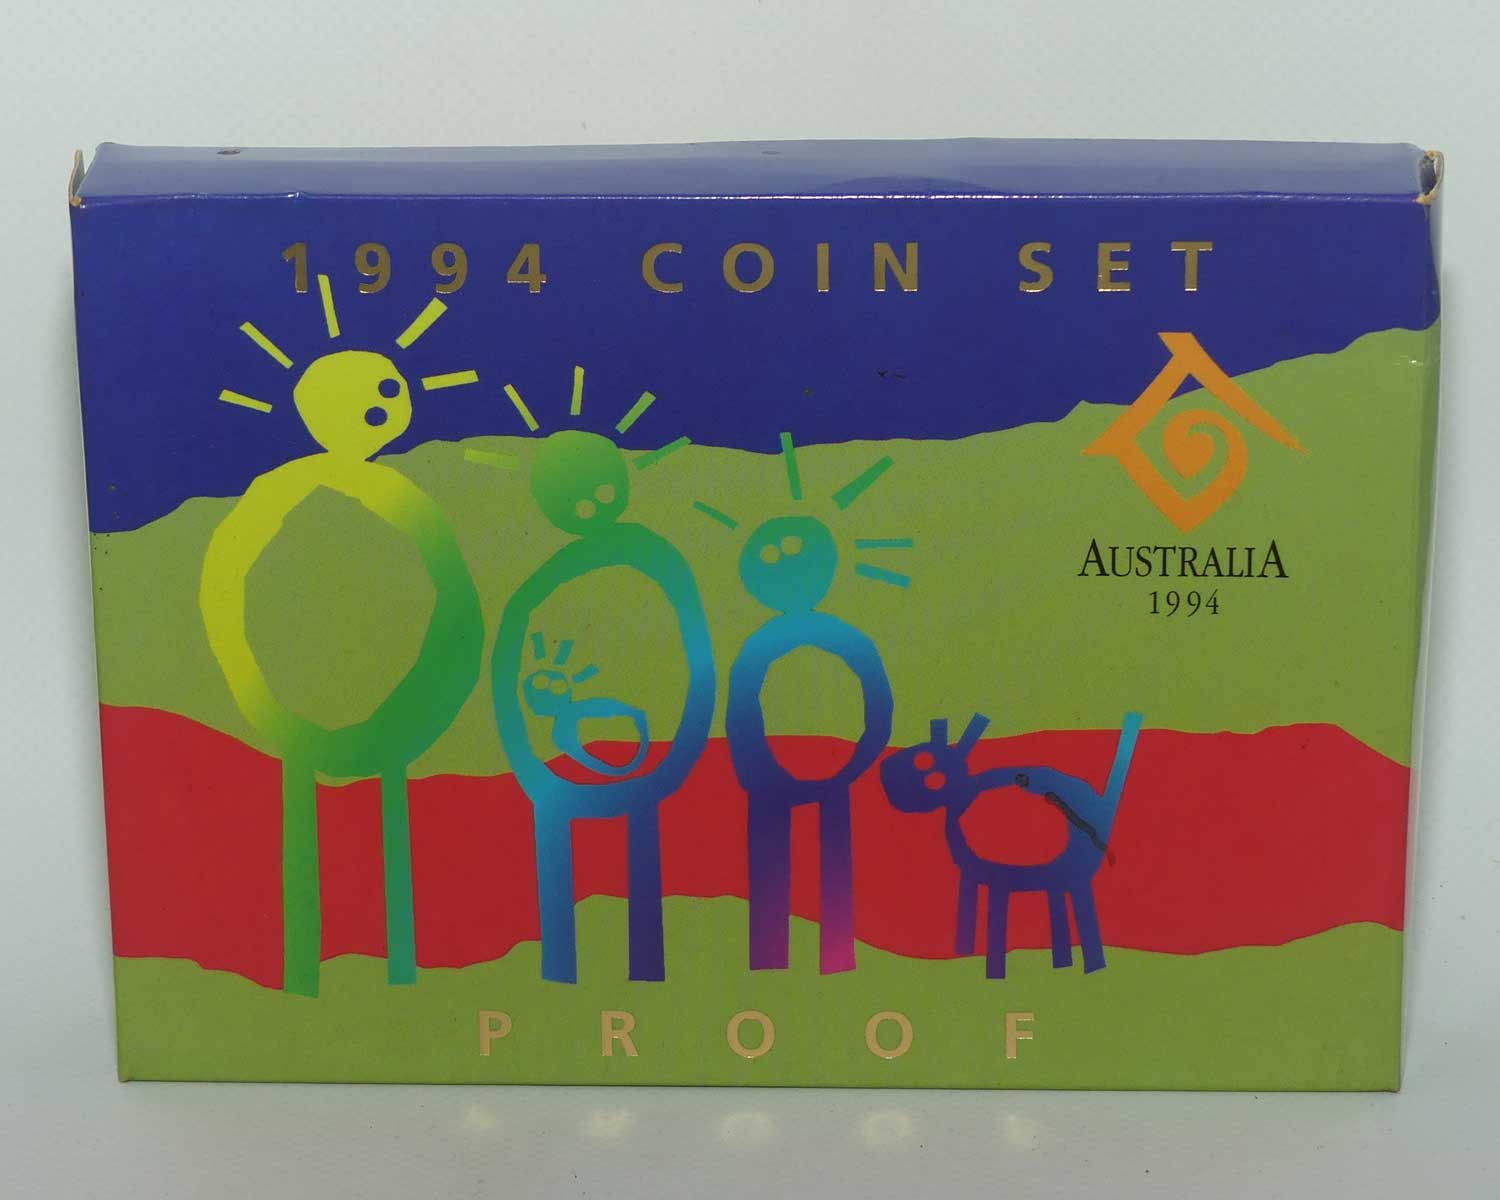 1994 COIN SET
AUSTRALIA
1994
PROOF